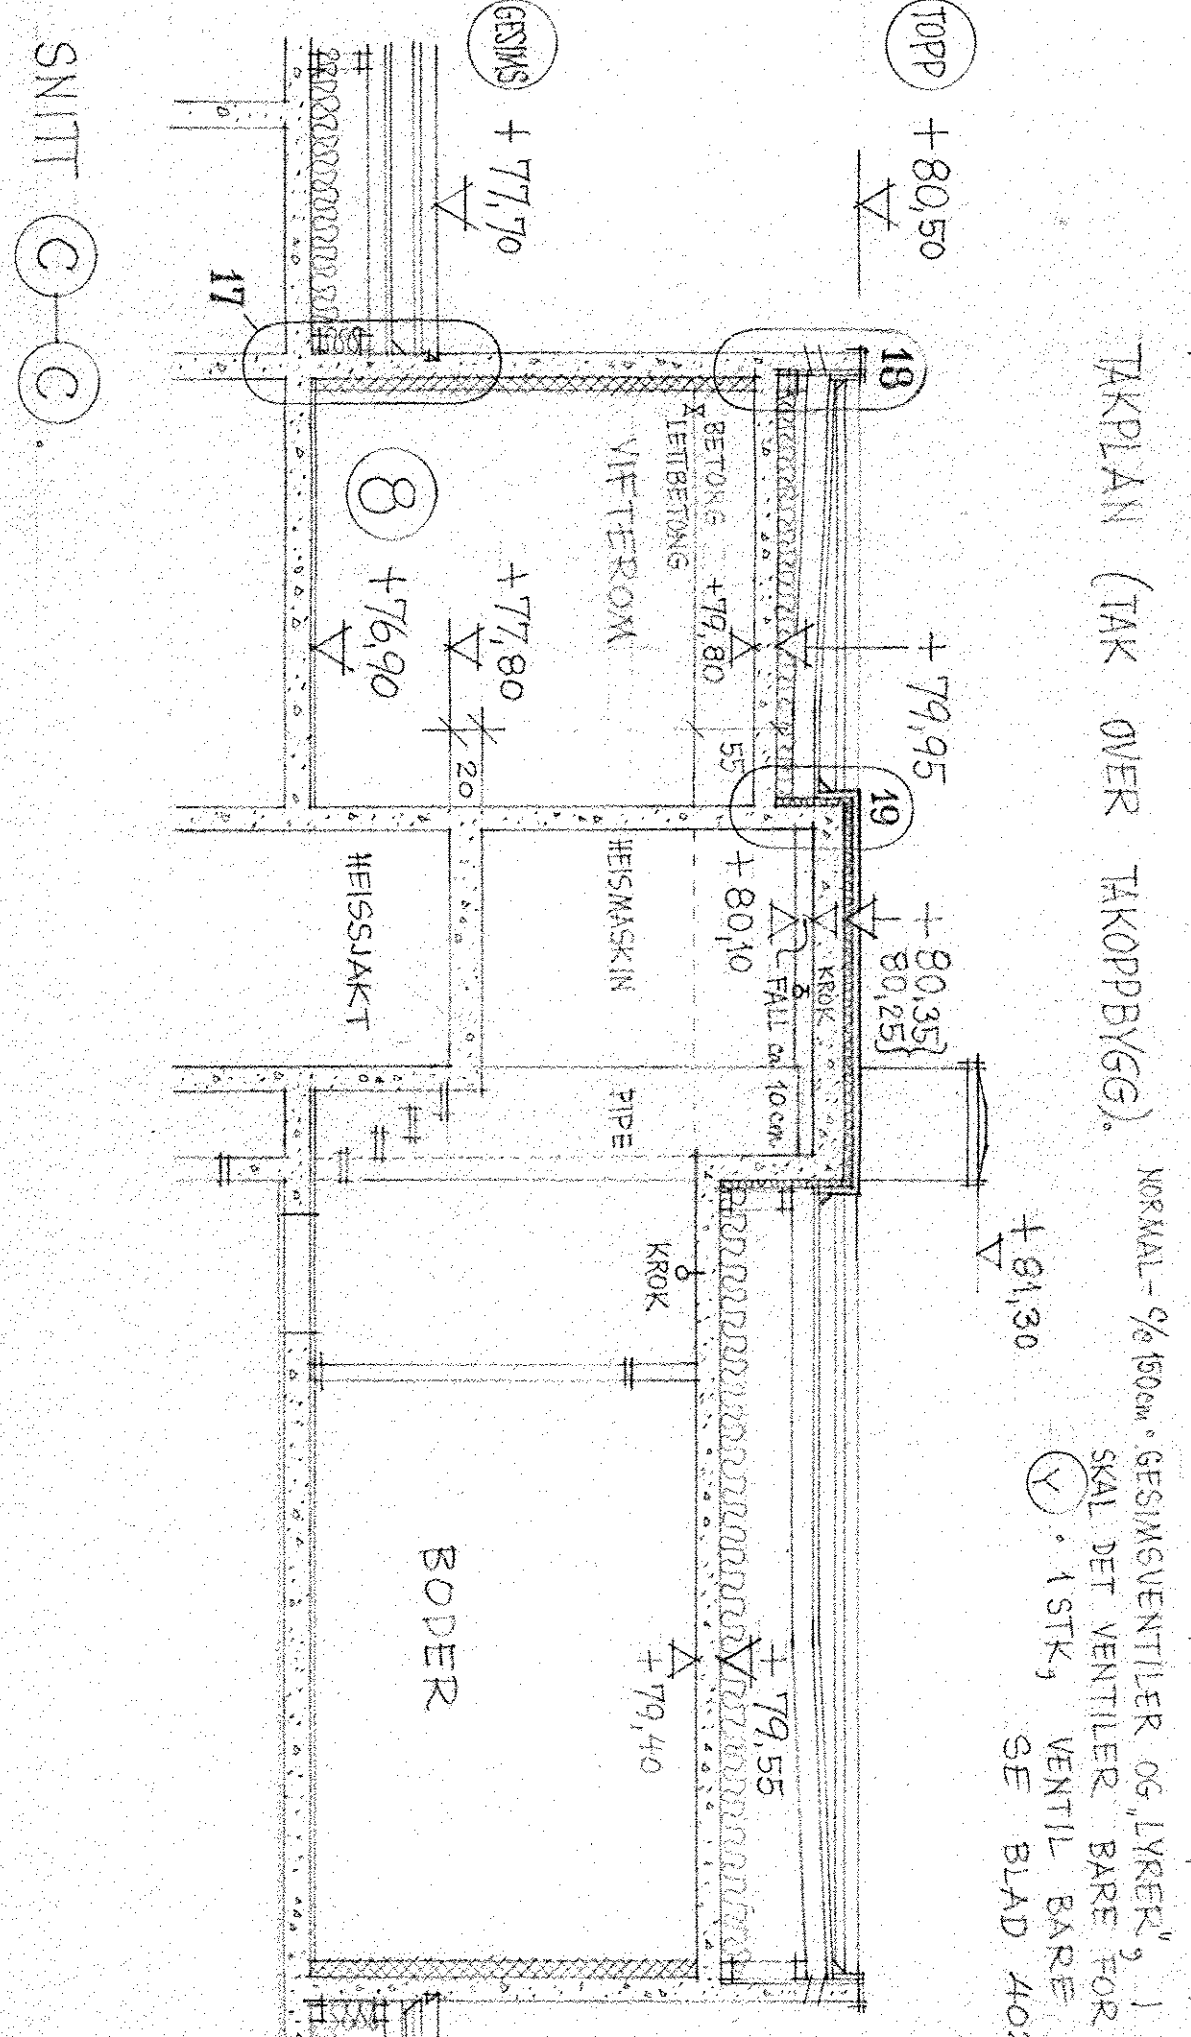 TAKPLAN (TAK OVER TAKOPPBYGG).
NORMAL - % 150cm • GESIMSVENTILER OG „LYRER",
SKAL DET VENTILER BARE FOR
Y • 1 STK, VENTIL BARE
SE BLAD
+ 81,30
TOPP + 80,50
+ 79,95
+ 80,35
80,25}
18
19
KROK
FALL ca. 10 cm
+ 80,10
+79,80
55
BETONG
LETTBETONG
VIFTEROM
HEISMASKIN
PIPE
KROK
+ 79,55
+ 79,40
GESIMS + 77,70
+77,80
20
8
+76,90
HEISSJAKT
BODER
17
SNITT C-C.